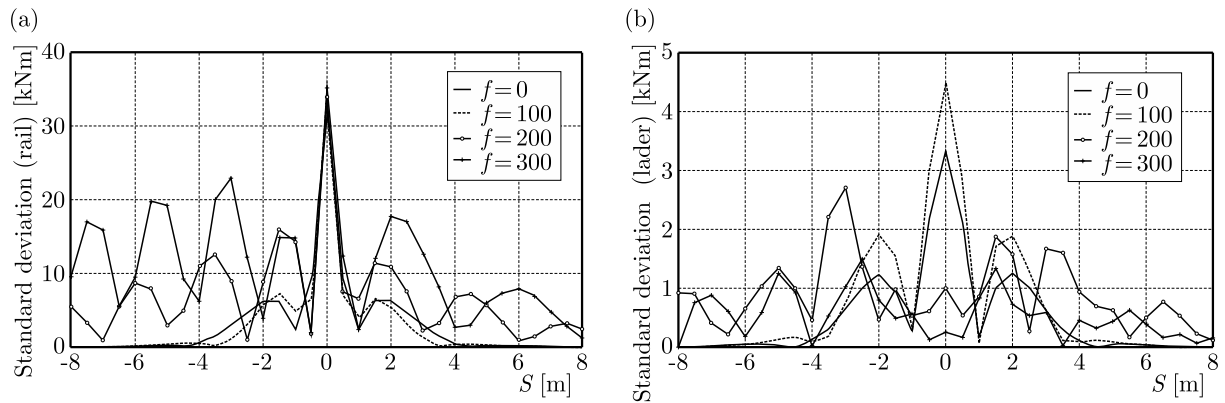 (a)
Standard deviation (rail) [kNm]
40
30
20
10
0
-8 -6 -4 -2 0 2 4 6 8
S [m]
f=0
f=100
f=200
f=300
(b)
Standard deviation (lader) [kNm]
5
4
3
2
1
0
-8 -6 -4 -2 0 2 4 6 8
S [m]
f=0
f=100
f=200
f=300